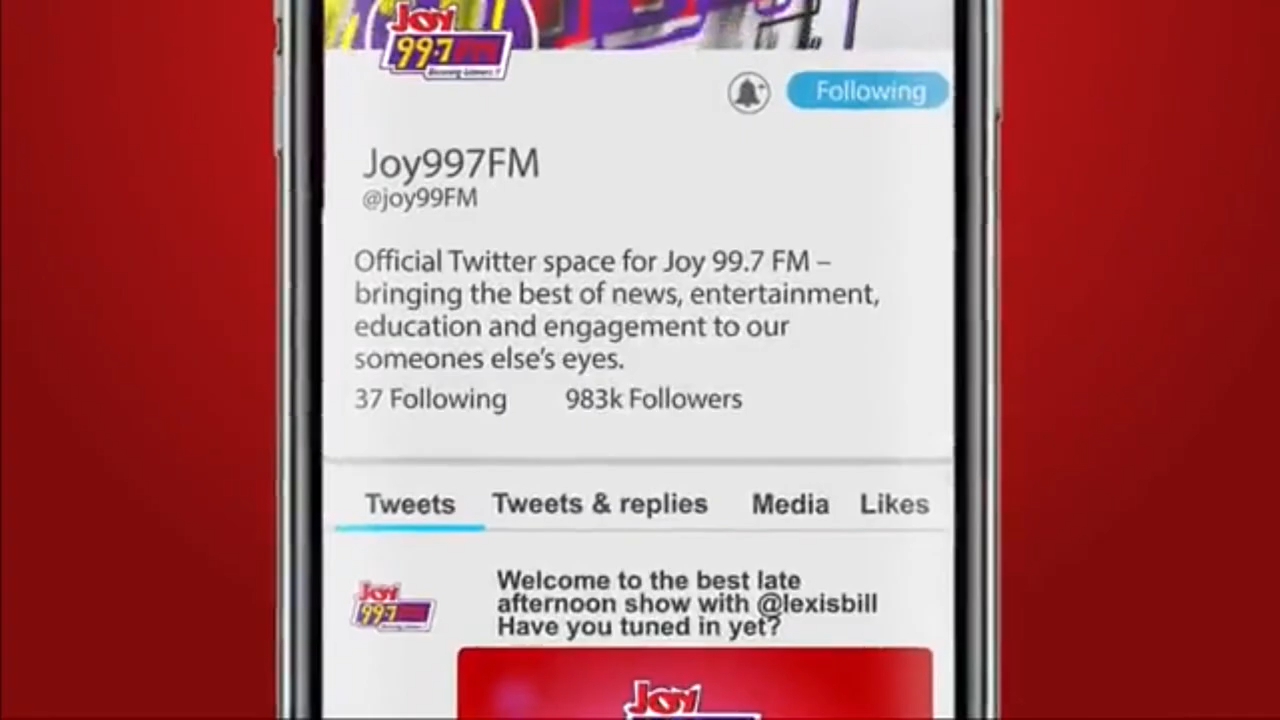 JOY
99.7 FM
Following
Joy997FM
@joy99FM
Official Twitter space for Joy 99.7 FM –
bringing the best of news, entertainment,
education and engagement to our
someones else's eyes.
37 Following 983k Followers
Tweets Tweets & replies Media Likes
JOY
99.7
Welcome to the best late
afternoon show with @lexisbill
Have you tuned in yet?
JOY